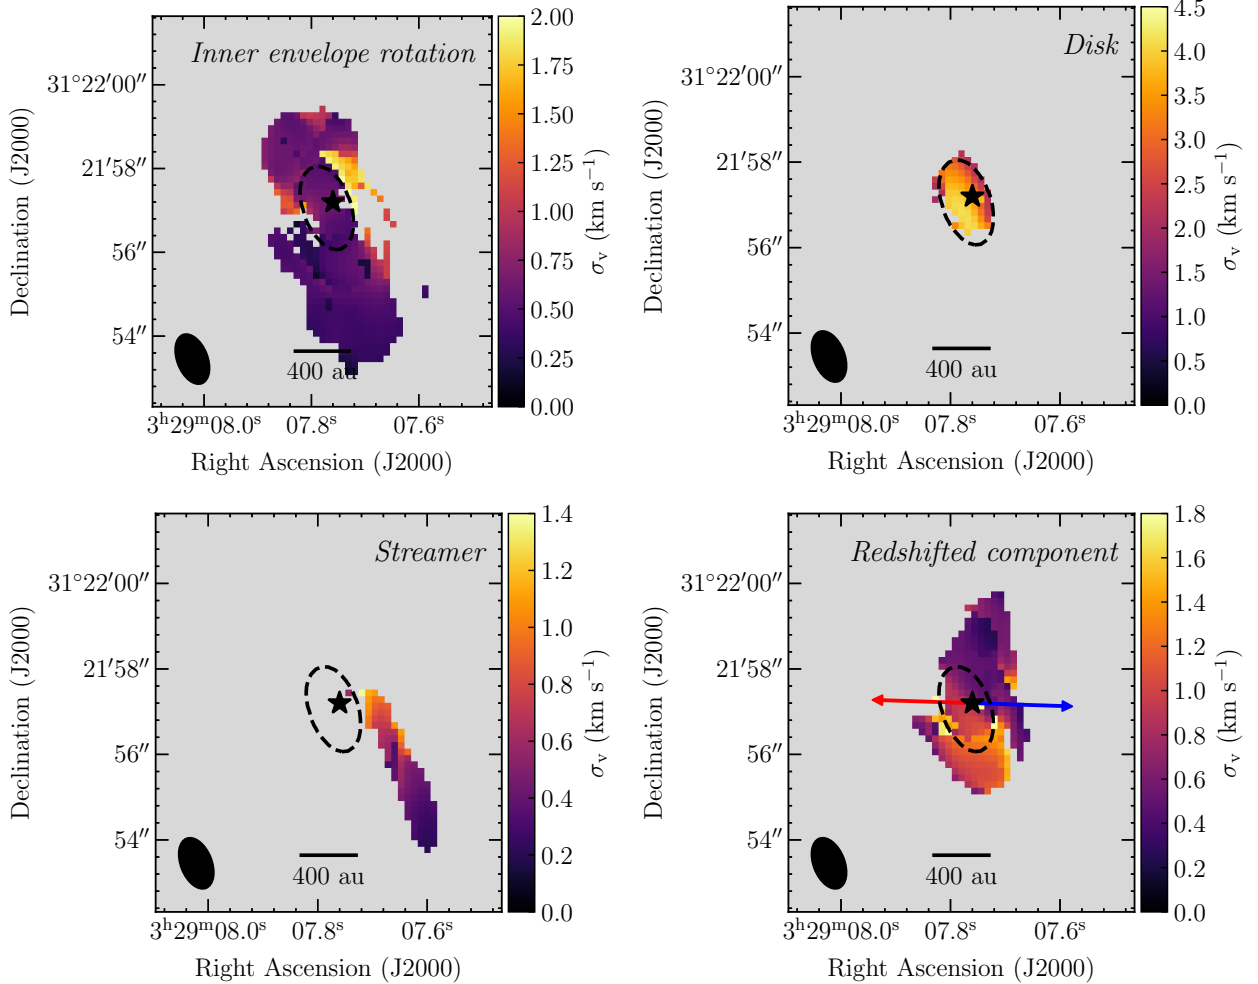 Inner envelope rotation
31°22′00″
21′58″
56″
54″
Declination (J2000)
400 au
3ʰ29ᵐ08.0ˢ 07.8ˢ 07.6ˢ
Right Ascension (J2000)
2.00
1.75
1.50
1.25
1.00
0.75
0.50
0.25
0.00
σᵥ (km s⁻¹)
Disk
31°22′00″
21′58″
56″
54″
Declination (J2000)
400 au
3ʰ29ᵐ08.0ˢ 07.8ˢ 07.6ˢ
Right Ascension (J2000)
4.5
4.0
3.5
3.0
2.5
2.0
1.5
1.0
0.5
0.0
σᵥ (km s⁻¹)
Streamer
31°22′00″
21′58″
56″
54″
Declination (J2000)
400 au
3ʰ29ᵐ08.0ˢ 07.8ˢ 07.6ˢ
Right Ascension (J2000)
1.4
1.2
1.0
0.8
0.6
0.4
0.2
0.0
σᵥ (km s⁻¹)
Redshifted component
31°22′00″
21′58″
56″
54″
Declination (J2000)
400 au
3ʰ29ᵐ08.0ˢ 07.8ˢ 07.6ˢ
Right Ascension (J2000)
1.8
1.6
1.4
1.2
1.0
0.8
0.6
0.4
0.2
0.0
σᵥ (km s⁻¹)